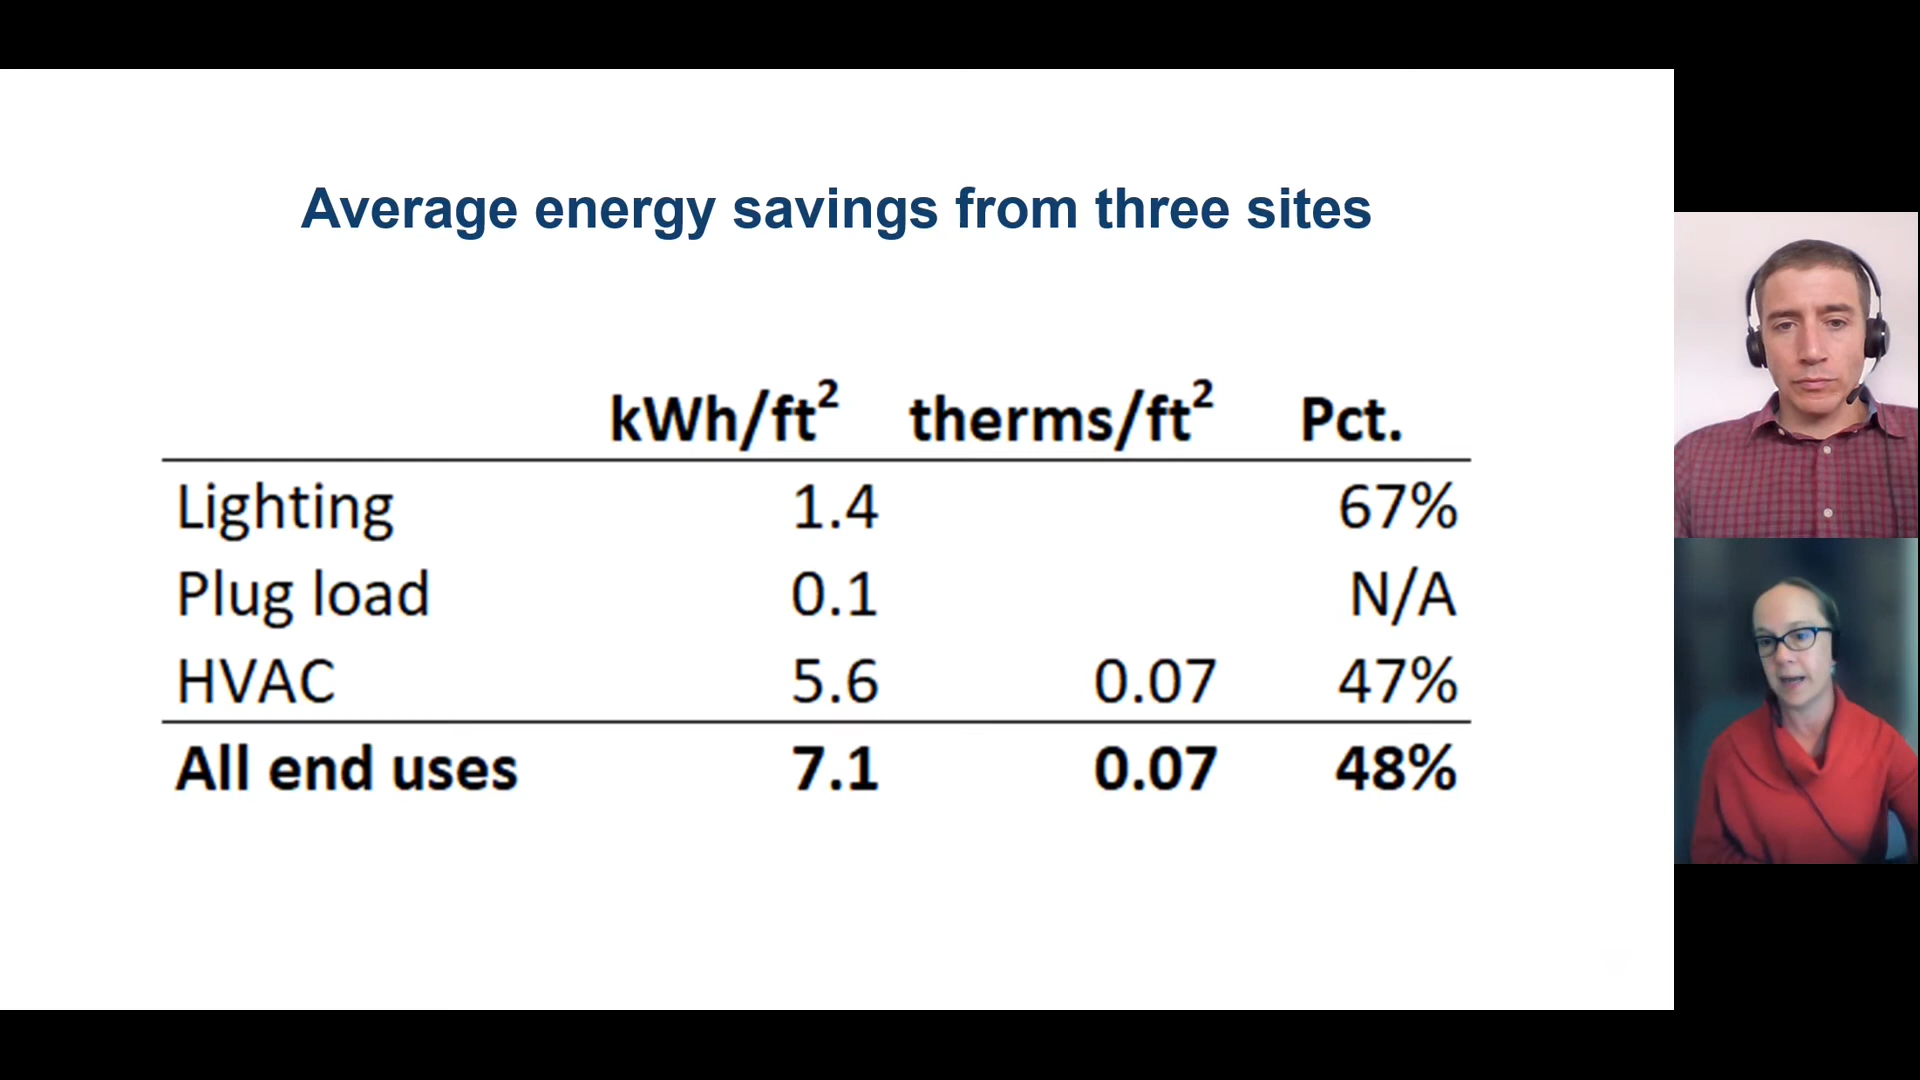 Average energy savings from three sites
kWh/ft² therms/ft² Pct.
Lighting 1.4 67%
Plug load 0.1 N/A
HVAC 5.6 0.07 47%
All end uses 7.1 0.07 48%